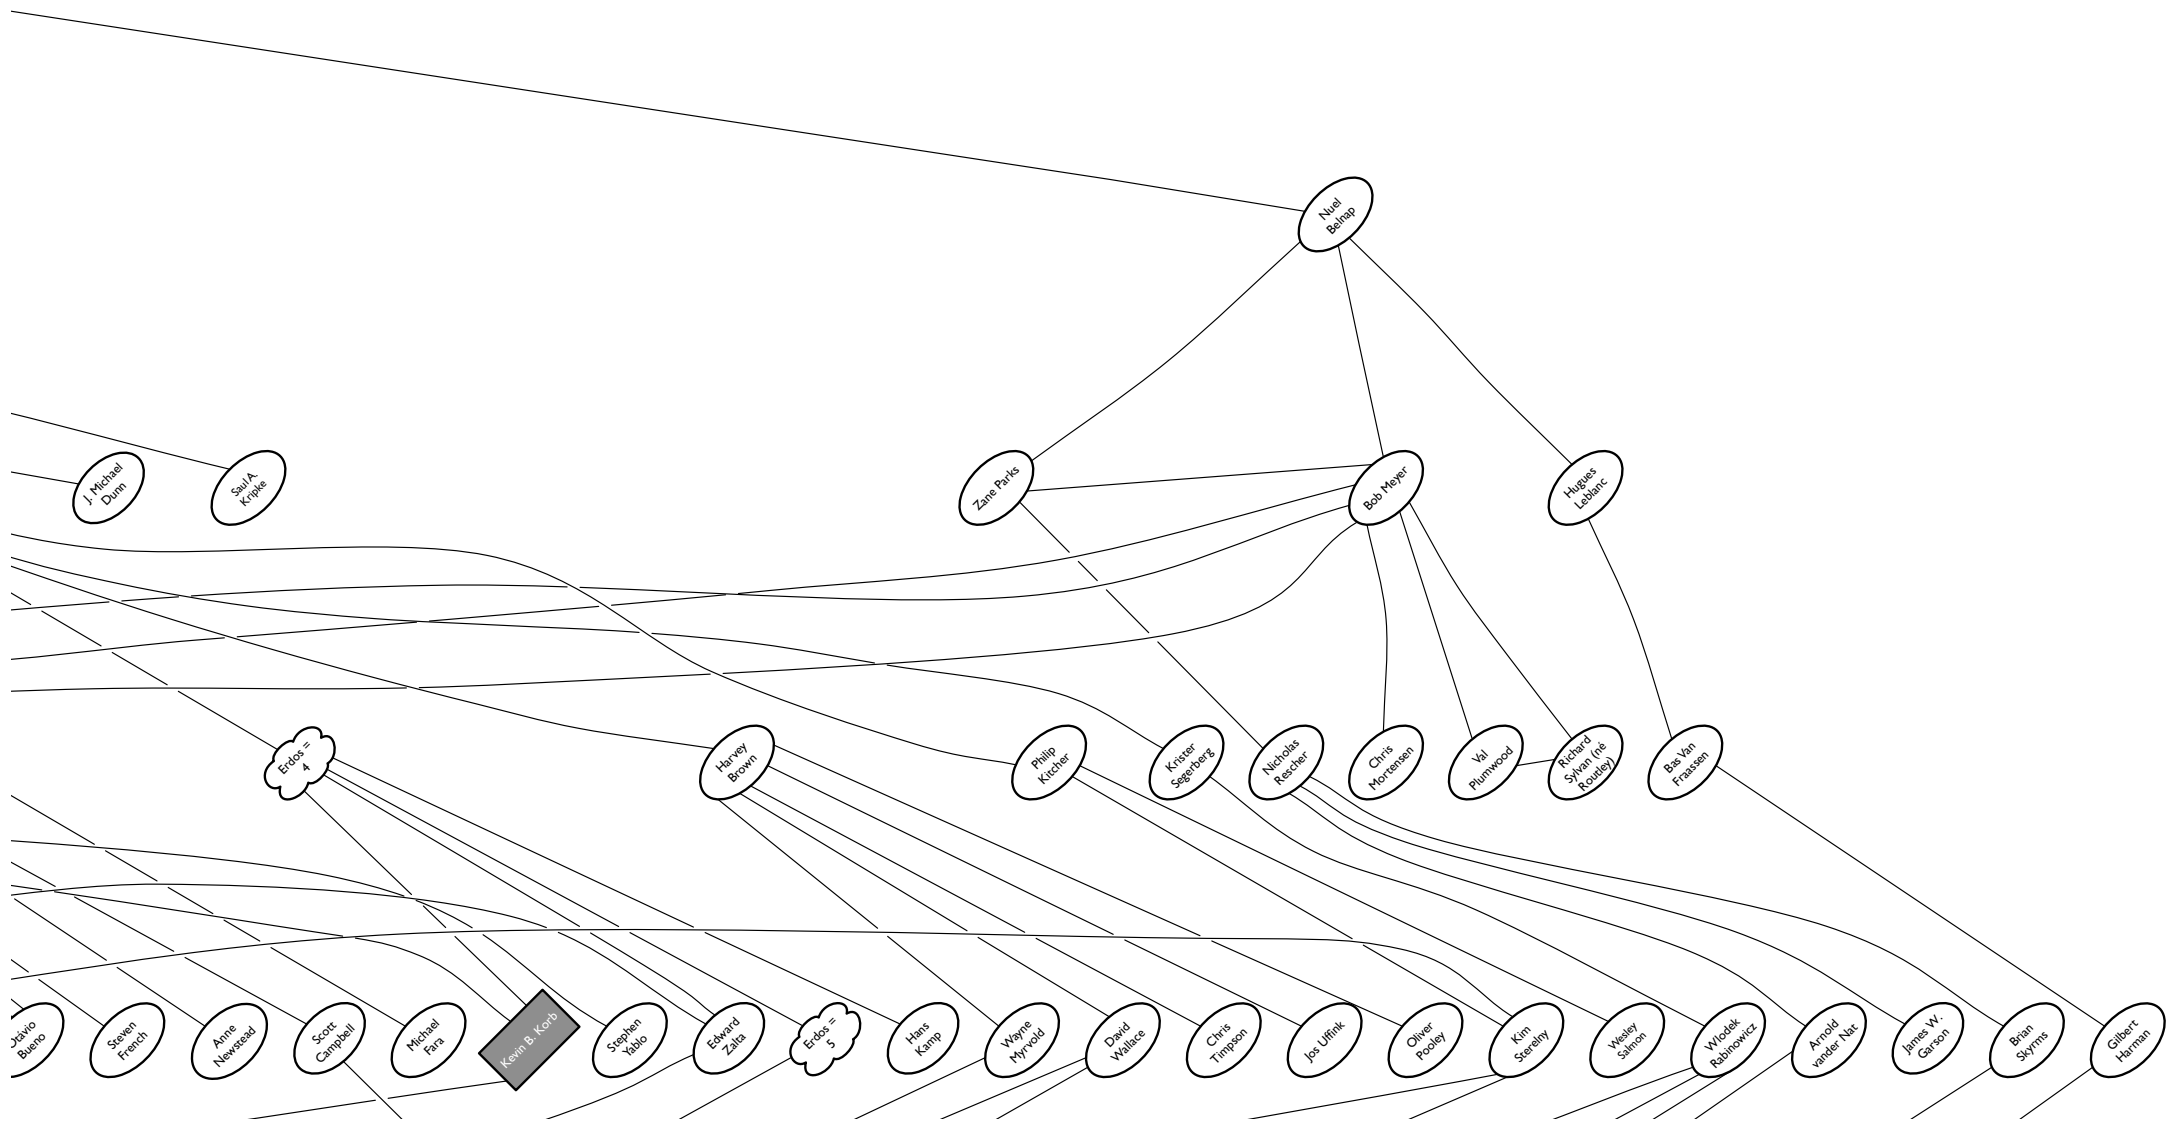 Nuel
Belnap
J. Michael
Dunn
Saul A.
Kripke
Zane Parks
Bob Meyer
Hugues
Leblanc
Erdos =
4
Harvey
Brown
Philip
Kitcher
Krister
Segerberg
Nicholas
Rescher
Chris
Mortensen
Val
Plumwood
Richard
Sylvan (né
Routley)
Bas Van
Fraassen
Otávio
Bueno
Steven
French
Anne
Newstead
Scott
Campbell
Michael
Fara
Kevin B. Korb
Stephen
Yablo
Edward
Zalta
Erdos =
5
Hans
Kamp
Wayne
Myrvold
David
Wallace
Chris
Timpson
Jos Uffink
Oliver
Pooley
Kim
Sterelny
Wesley
Salmon
Wlodek
Rabinowicz
Arnold
vander Nat
James W.
Garson
Brian
Skyrms
Gilbert
Harman